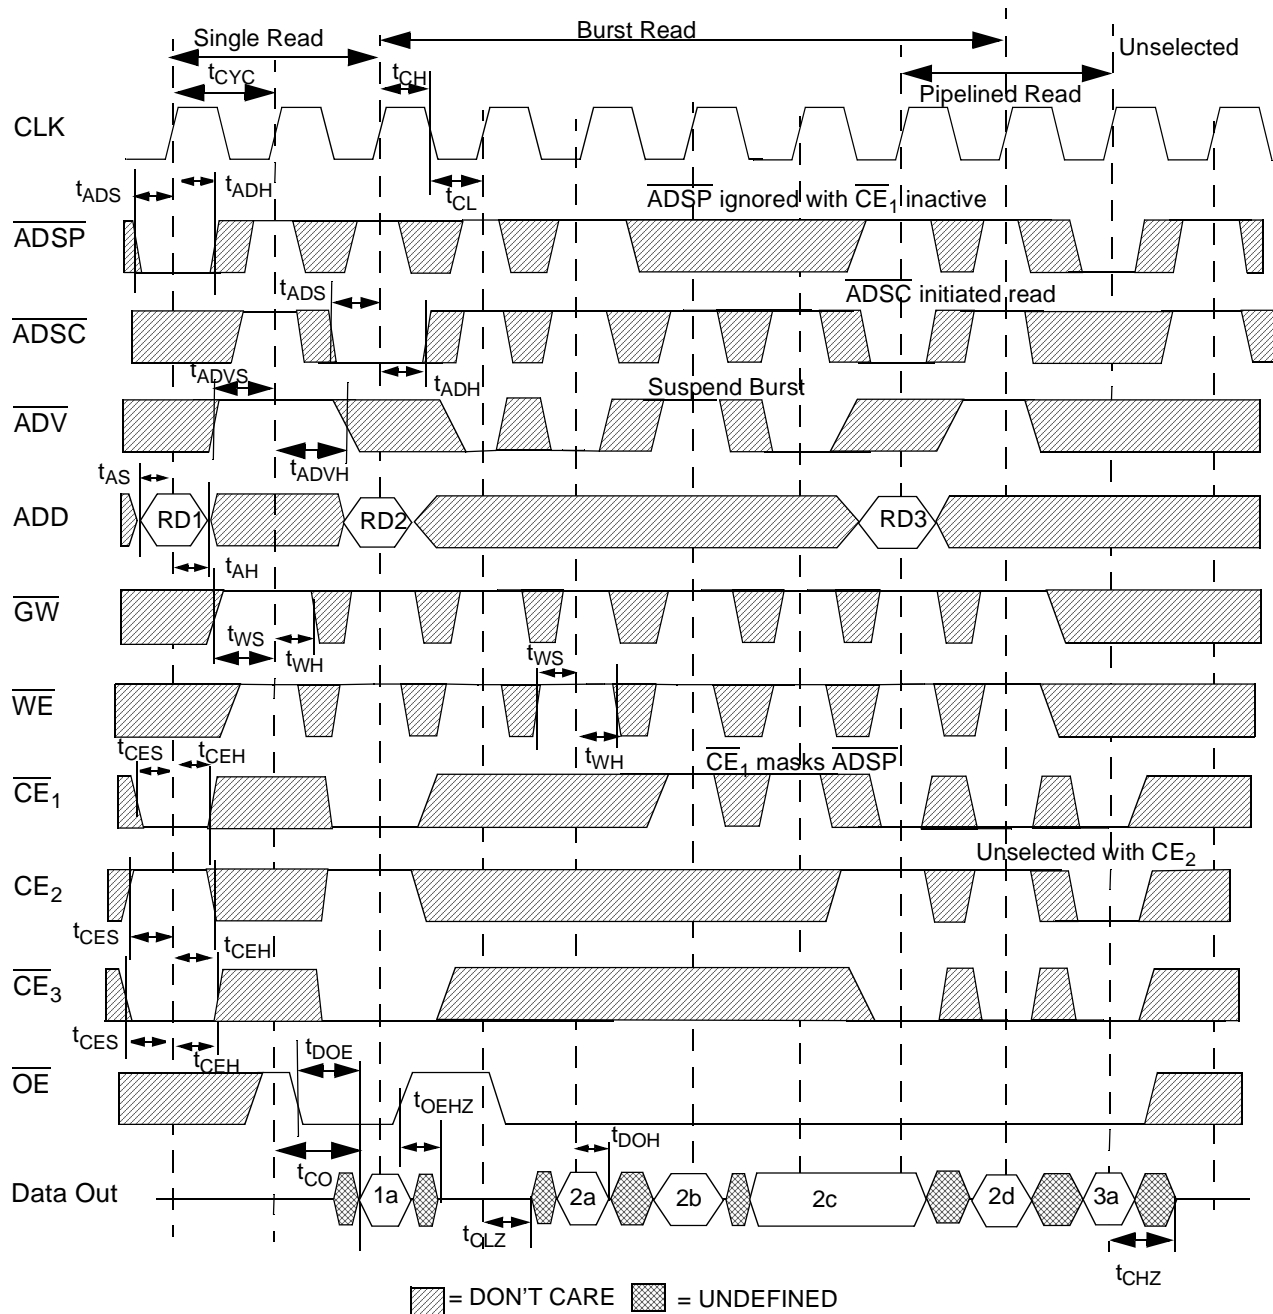 Burst Read
Single Read
Unselected
tCYC
tCH
Pipelined Read
CLK
tADS
tADH
tCL
ADSP ignored with CE1 inactive
ADSP
tADS
ADSC initiated read
ADSC
tADVS
tADH
Suspend Burst
ADV
tADVH
tAS
ADD
RD1
RD2
RD3
tAH
GW
tWS
tWH
tWS
WE
tCES
tCEH
tWH
CE1 masks ADSP
CE1
Unselected with CE2
CE2
tCES
tCEH
CE3
tCES
tCEH
tDOE
OE
tOEHZ
tDOH
tCO
Data Out
1a
2a
2b
2c
2d
3a
tCLZ
tCHZ
= DON'T CARE
= UNDEFINED